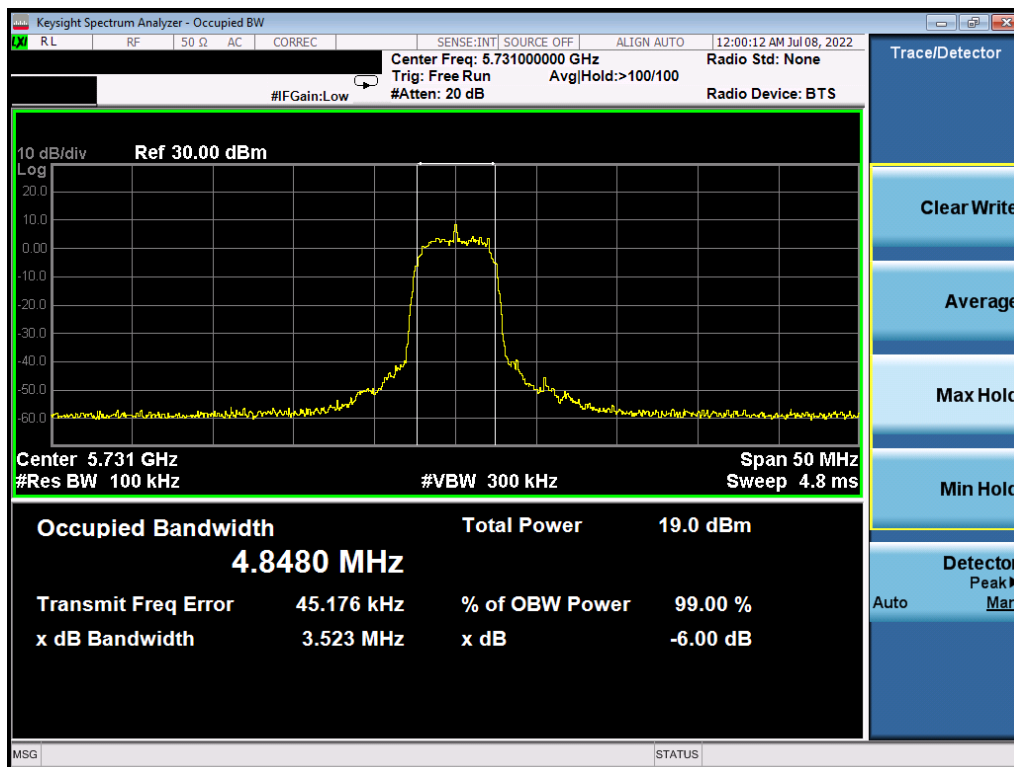 Keysight Spectrum Analyzer - Occupied BW
LXI RL RF 50 Ω AC CORREC SENSE:INT SOURCE OFF ALIGN AUTO 12:00:12 AM Jul 08, 2022
Center Freq: 5.731000000 GHz Radio Std: None
Trig: Free Run Avg|Hold:>100/100
#IFGain:Low #Atten: 20 dB Radio Device: BTS
Trace/Detector
10 dB/div Ref 30.00 dBm
Log
20.0
10.0
0.00
-10.0
-20.0
-30.0
-40.0
-50.0
-60.0
Center 5.731 GHz Span 50 MHz
#Res BW 100 kHz #VBW 300 kHz Sweep 4.8 ms
Occupied Bandwidth Total Power 19.0 dBm
4.8480 MHz
Transmit Freq Error 45.176 kHz % of OBW Power 99.00 %
x dB Bandwidth 3.523 MHz x dB -6.00 dB
Clear Write
Average
Max Hold
Min Hold
Detector
Peak
Auto Man
MSG STATUS